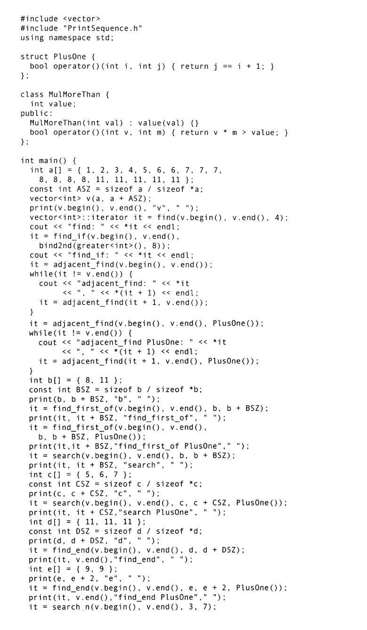 #include <vector>
#include "PrintSequence.h"
using namespace std;

struct PlusOne {
  bool operator()(int i, int j) { return j == i + 1; }
};

class MulMoreThan {
  int value;
public:
  MulMoreThan(int val) : value(val) {}
  bool operator()(int v, int m) { return v * m > value; }
};

int main() {
  int a[] = { 1, 2, 3, 4, 5, 6, 6, 7, 7, 7,
    8, 8, 8, 8, 11, 11, 11, 11, 11 };
  const int ASZ = sizeof a / sizeof *a;
  vector<int> v(a, a + ASZ);
  print(v.begin(), v.end(), "v", " ");
  vector<int>::iterator it = find(v.begin(), v.end(), 4);
  cout << "find: " << *it << endl;
  it = find_if(v.begin(), v.end(),
    bind2nd(greater<int>(), 8));
  cout << "find_if: " << *it << endl;
  it = adjacent_find(v.begin(), v.end());
  while(it != v.end()) {
    cout << "adjacent_find: " << *it
         << ", " << *(it + 1) << endl;
    it = adjacent_find(it + 1, v.end());
  }
  it = adjacent_find(v.begin(), v.end(), PlusOne());
  while(it != v.end()) {
    cout << "adjacent_find PlusOne: " << *it
         << ", " << *(it + 1) << endl;
    it = adjacent_find(it + 1, v.end(), PlusOne());
  }
  int b[] = { 8, 11 };
  const int BSZ = sizeof b / sizeof *b;
  print(b, b + BSZ, "b", " ");
  it = find_first_of(v.begin(), v.end(), b, b + BSZ);
  print(it, it + BSZ, "find_first_of", " ");
  it = find_first_of(v.begin(), v.end(),
    b, b + BSZ, PlusOne());
  print(it,it + BSZ,"find_first_of PlusOne"," ");
  it = search(v.begin(), v.end(), b, b + BSZ);
  print(it, it + BSZ, "search", " ");
  int c[] = { 5, 6, 7 };
  const int CSZ = sizeof c / sizeof *c;
  print(c, c + CSZ, "c", " ");
  it = search(v.begin(), v.end(), c, c + CSZ, PlusOne());
  print(it, it + CSZ,"search PlusOne", " ");
  int d[] = { 11, 11, 11 };
  const int DSZ = sizeof d / sizeof *d;
  print(d, d + DSZ, "d", " ");
  it = find_end(v.begin(), v.end(), d, d + DSZ);
  print(it, v.end(),"find_end", " ");
  int e[] = { 9, 9 };
  print(e, e + 2, "e", " ");
  it = find_end(v.begin(), v.end(), e, e + 2, PlusOne());
  print(it, v.end(),"find_end PlusOne"," ");
  it = search_n(v.begin(), v.end(), 3, 7);